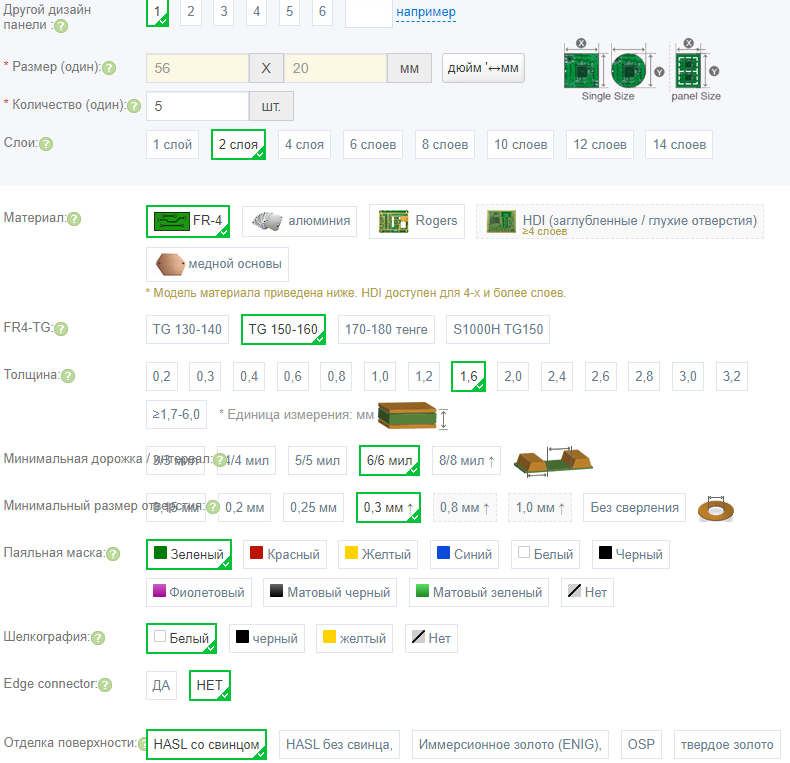 Другой дизайн
панели :? 1 2 3 4 5 6 например
* Размер (один):? 56 X 20 мм дюйм '↔мм
X X
Y Y
Single Size panel Size
* Количество (один):? 5 шт.
Слои:? 1 слой 2 слоя 4 слоя 6 слоев 8 слоев 10 слоев 12 слоев 14 слоев
Материал:? FR-4 алюминия Rogers HDI (заглубленные / глухие отверстия)
≥4 слоев
медной основы
* Модель материала приведена ниже. HDI доступен для 4-х и более слоев.
FR4-TG:? TG 130-140 TG 150-160 170-180 тенге S1000H TG150
Толщина:? 0,2 0,3 0,4 0,6 0,8 1,0 1,2 1,6 2,0 2,4 2,6 2,8 3,0 3,2
≥1,7-6,0 * Единица измерения: мм
Минимальная дорожка / интервал:? 3/3 мил 4/4 мил 5/5 мил 6/6 мил 8/8 мил ↑
Минимальный размер отверстия:? 0,15 мм 0,2 мм 0,25 мм 0,3 мм ↑ 0,8 мм ↑ 1,0 мм ↑ Без сверления
Паяльная маска:? Зеленый Красный Желтый Синий Белый Черный
Фиолетовый Матовый черный Матовый зеленый Нет
Шелкография:? Белый черный желтый Нет
Edge connector:? ДА НЕТ
Отделка поверхности:? HASL со свинцом HASL без свинца, Иммерсионное золото (ENIG), OSP твердое золото